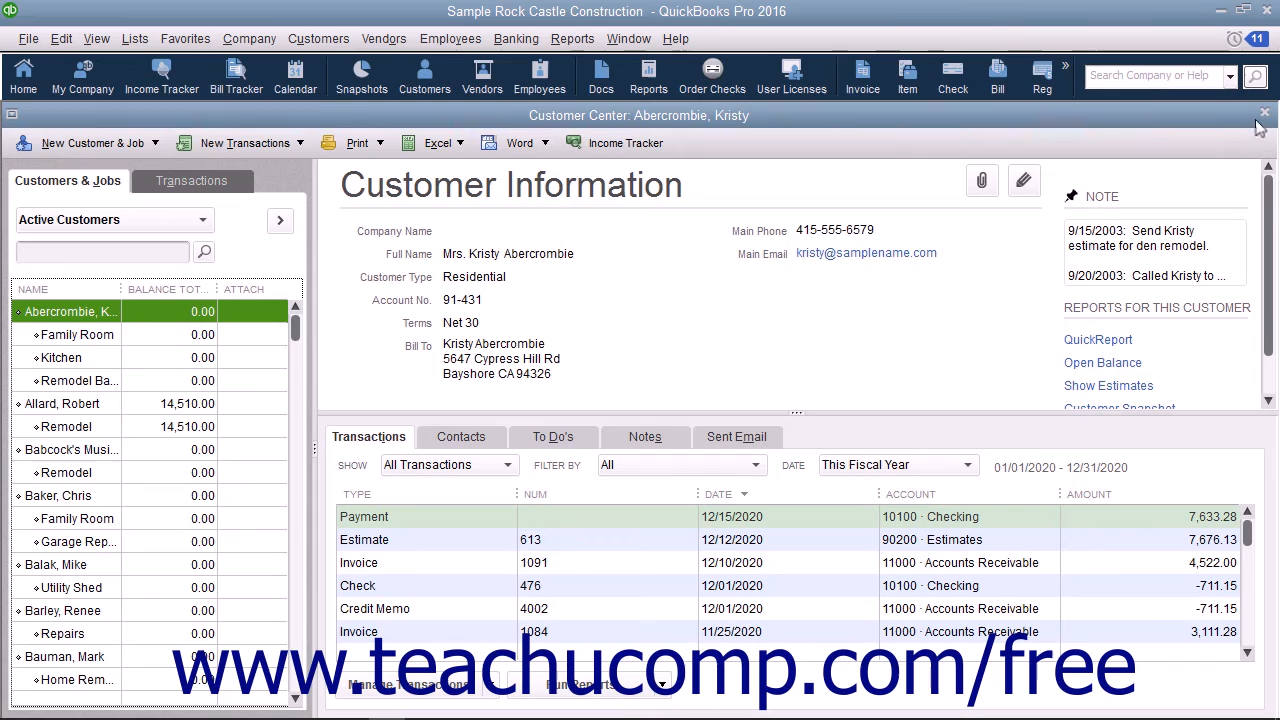 Sample Rock Castle Construction - QuickBooks Pro 2016
File Edit View Lists Favorites Company Customers Vendors Employees Banking Reports Window Help 11
Home My Company Income Tracker Bill Tracker Calendar Snapshots Customers Vendors Employees Docs Reports Order Checks User Licenses Invoice Item Check Bill Reg » Search Company or Help
Customer Center: Abercrombie, Kristy
New Customer & Job New Transactions Print Excel Word Income Tracker
Customers & Jobs Transactions
Active Customers
NAME BALANCE TOT... ATTACH
Abercrombie, K... 0.00
Family Room 0.00
Kitchen 0.00
Remodel Ba... 0.00
Allard, Robert 14,510.00
Remodel 14,510.00
Babcock's Musi... 0.00
Remodel 0.00
Baker, Chris 0.00
Family Room 0.00
Garage Rep... 0.00
Balak, Mike 0.00
Utility Shed 0.00
Barley, Renee 0.00
Repairs 0.00
Bauman, Mark 0.00
Home Rem... 0.00
Customer Information
Company Name
Full Name Mrs. Kristy Abercrombie
Customer Type Residential
Account No. 91-431
Terms Net 30
Bill To Kristy Abercrombie
5647 Cypress Hill Rd
Bayshore CA 94326
Main Phone 415-555-6579
Main Email kristy@samplename.com
NOTE
9/15/2003: Send Kristy
estimate for den remodel.
9/20/2003: Called Kristy to ...
REPORTS FOR THIS CUSTOMER
QuickReport
Open Balance
Show Estimates
Customer Snapshot
Transactions Contacts To Do's Notes Sent Email
SHOW All Transactions FILTER BY All DATE This Fiscal Year 01/01/2020 - 12/31/2020
TYPE NUM DATE ACCOUNT AMOUNT
Payment 12/15/2020 10100 · Checking 7,633.28
Estimate 613 12/12/2020 90200 · Estimates 7,676.13
Invoice 1091 12/10/2020 11000 · Accounts Receivable 4,522.00
Check 476 12/01/2020 10100 · Checking -711.15
Credit Memo 4002 12/01/2020 11000 · Accounts Receivable -711.15
Invoice 1084 11/25/2020 11000 · Accounts Receivable 3,111.28
Manage Transactions Run Reports
www.teachucomp.com/free